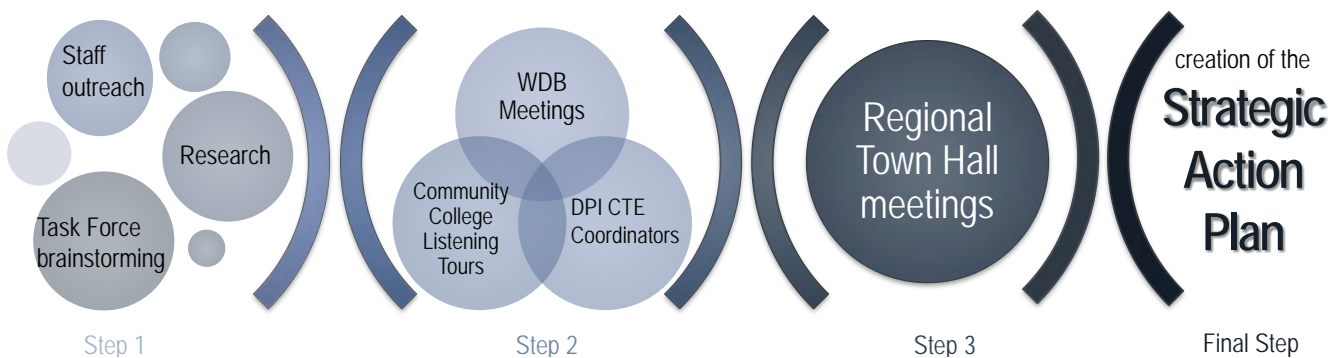 Staff
outreach
Research
Task Force
brainstorming
WDB
Meetings
Community
College
Listening
Tours
DPI CTE
Coordinators
Regional
Town Hall
meetings
creation of the
Strategic
Action
Plan
Step 1
Step 2
Step 3
Final Step